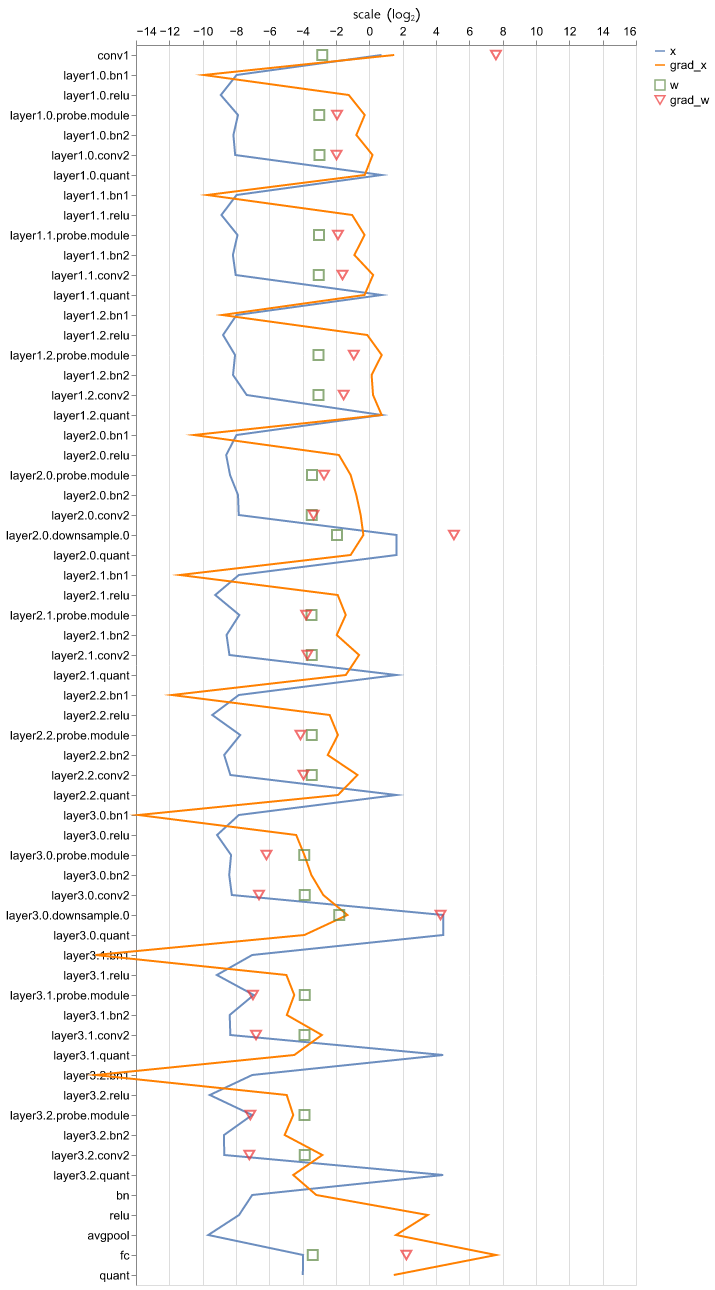 scale (log₂)
−14 −12 −10 −8 −6 −4 −2 0 2 4 6 8 10 12 14 16
x
grad_x
w
grad_w
conv1
layer1.0.bn1
layer1.0.relu
layer1.0.probe.module
layer1.0.bn2
layer1.0.conv2
layer1.0.quant
layer1.1.bn1
layer1.1.relu
layer1.1.probe.module
layer1.1.bn2
layer1.1.conv2
layer1.1.quant
layer1.2.bn1
layer1.2.relu
layer1.2.probe.module
layer1.2.bn2
layer1.2.conv2
layer1.2.quant
layer2.0.bn1
layer2.0.relu
layer2.0.probe.module
layer2.0.bn2
layer2.0.conv2
layer2.0.downsample.0
layer2.0.quant
layer2.1.bn1
layer2.1.relu
layer2.1.probe.module
layer2.1.bn2
layer2.1.conv2
layer2.1.quant
layer2.2.bn1
layer2.2.relu
layer2.2.probe.module
layer2.2.bn2
layer2.2.conv2
layer2.2.quant
layer3.0.bn1
layer3.0.relu
layer3.0.probe.module
layer3.0.bn2
layer3.0.conv2
layer3.0.downsample.0
layer3.0.quant
layer3.1.bn1
layer3.1.relu
layer3.1.probe.module
layer3.1.bn2
layer3.1.conv2
layer3.1.quant
layer3.2.bn1
layer3.2.relu
layer3.2.probe.module
layer3.2.bn2
layer3.2.conv2
layer3.2.quant
bn
relu
avgpool
fc
quant